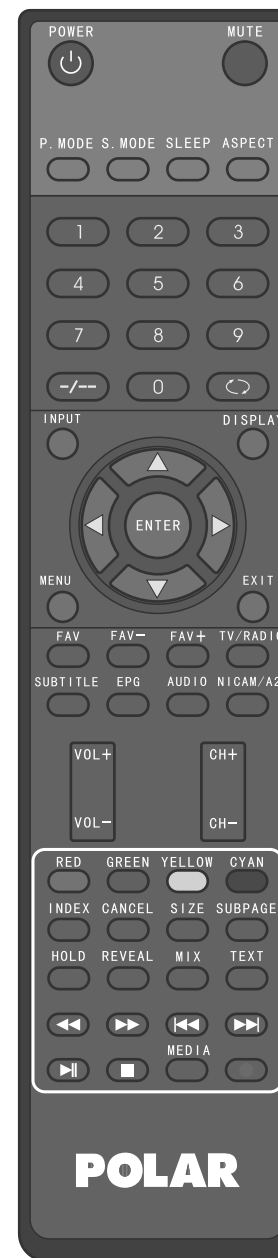 POWER MUTE
P.MODE S.MODE SLEEP ASPECT
1 2 3
4 5 6
7 8 9
-/-- 0
INPUT DISPLAY
ENTER
MENU EXIT
FAV FAV- FAV+ TV/RADIO
SUBTITLE EPG AUDIO NICAM/A2
VOL+ CH+
VOL- CH-
RED GREEN YELLOW CYAN
INDEX CANCEL SIZE SUBPAGE
HOLD REVEAL MIX TEXT
MEDIA
POLAR